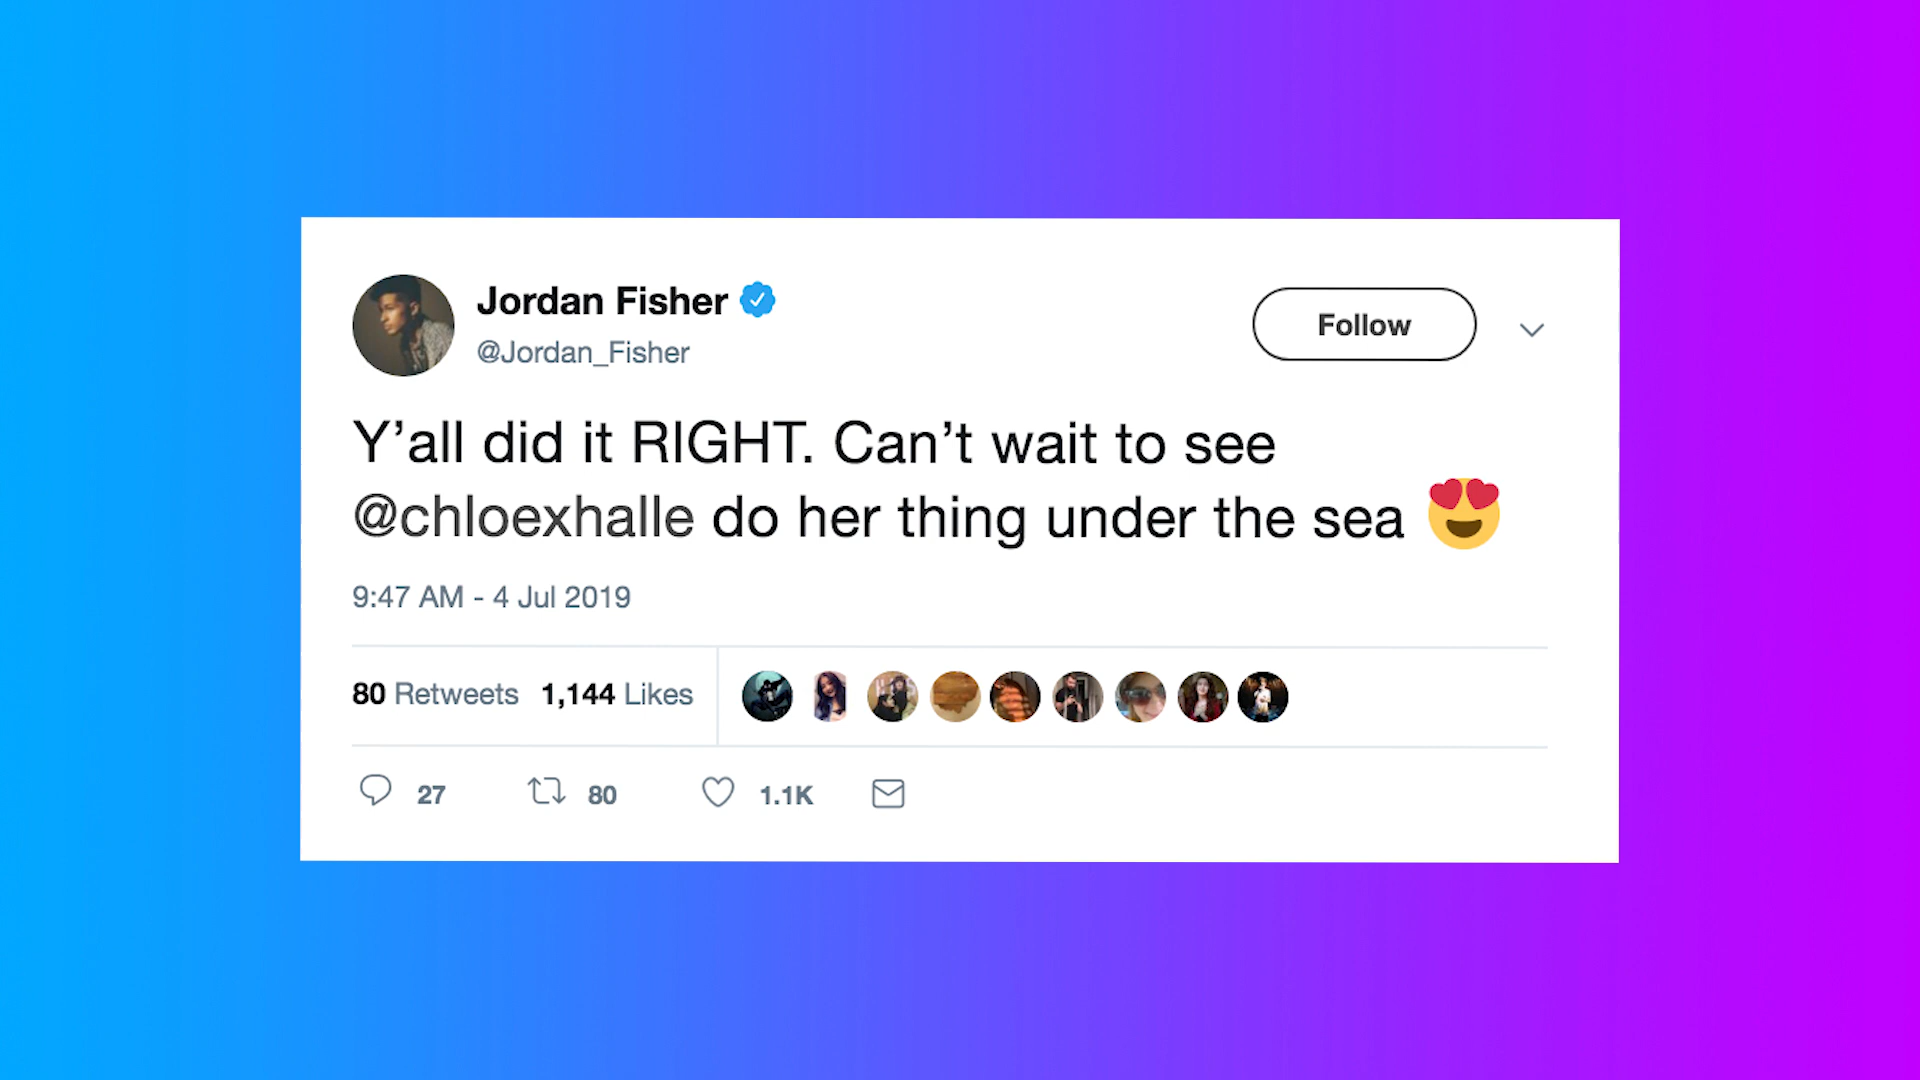 Jordan Fisher
@Jordan_Fisher
Follow
Y’all did it RIGHT. Can’t wait to see
@chloexhalle do her thing under the sea 😍
9:47 AM - 4 Jul 2019
80 Retweets 1,144 Likes
27 80 1.1K